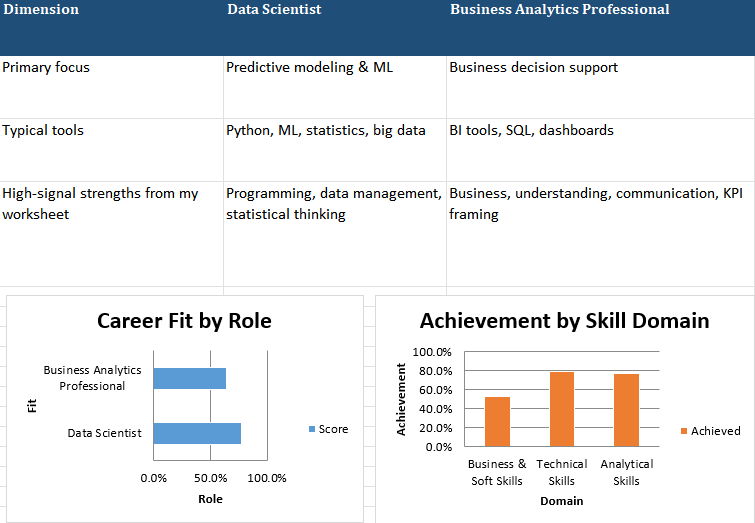 Dimension Data Scientist Business Analytics Professional
Primary focus Predictive modeling & ML Business decision support
Typical tools Python, ML, statistics, big data BI tools, SQL, dashboards
High-signal strengths from my Programming, data management, Business, understanding, communication, KPI
worksheet statistical thinking framing
Career Fit by Role
Business Analytics
Professional
Data Scientist
Fit
0.0% 50.0% 100.0%
Role
Score
Achievement by Skill Domain
100.0%
80.0%
60.0%
40.0%
20.0%
0.0%
Achievement
Business & Technical Analytical
Soft Skills Skills Skills
Domain
Achieved